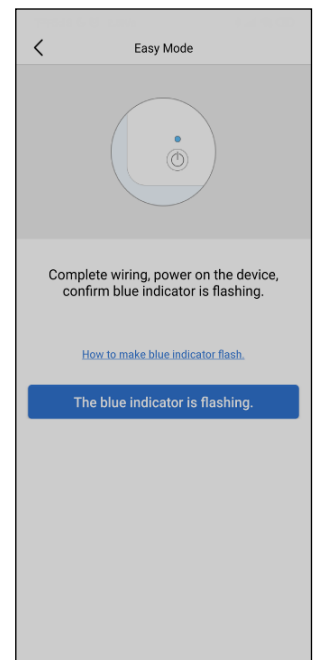 Easy Mode
Complete wiring, power on the device,
confirm blue indicator is flashing.
How to make blue indicator flash.
The blue indicator is flashing.